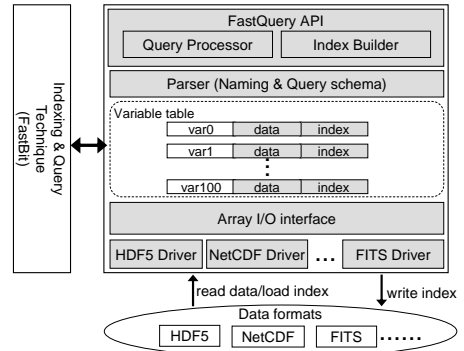 FastQuery API
Query Processor
Index Builder
Parser (Naming & Query schema)
Indexing & Query
Technique
(FastBit)
Variable table
var0 data index
var1 data index
var100 data index
Array I/O interface
HDF5 Driver NetCDF Driver ... FITS Driver
read data/load index
write index
Data formats
HDF5 NetCDF FITS ......